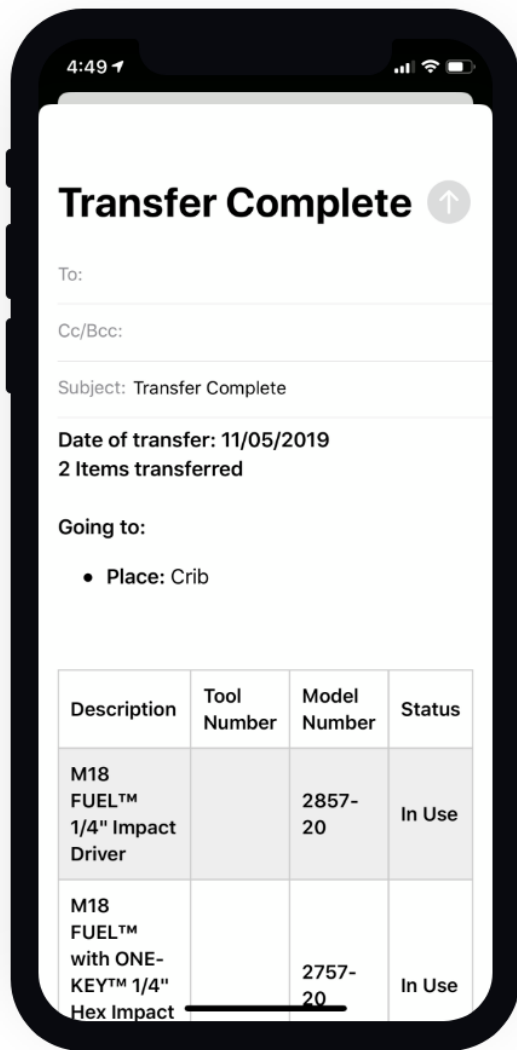 4:49
Transfer Complete
To:
Cc/Bcc:
Subject: Transfer Complete
Date of transfer: 11/05/2019
2 Items transferred
Going to:
• Place: Crib
Description
Tool
Number
Model
Number
Status
M18
FUEL™
1/4" Impact
Driver
2857-
20
In Use
M18
FUEL™
with ONE-
KEY™ 1/4"
Hex Impact
2757-
20
In Use